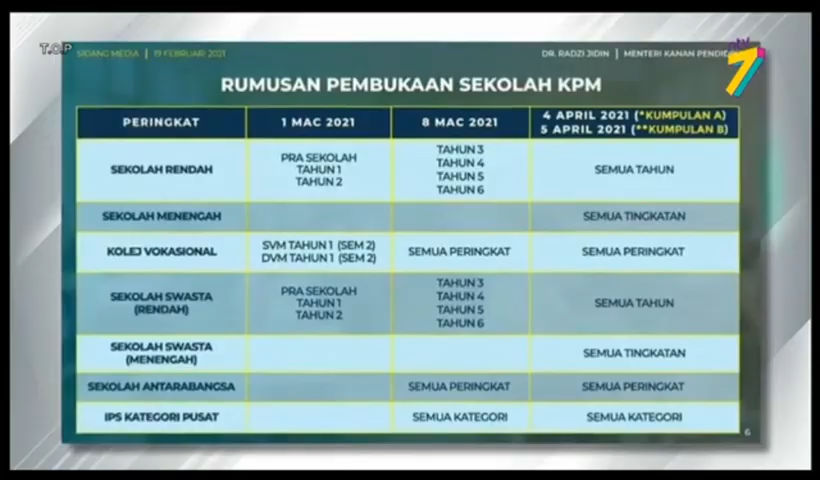 T.O.P
SIDANG MEDIA | 19 FEBRUARI 2021
DR. RADZI JIDIN | MENTERI KANAN PENDID
ntv
7
RUMUSAN PEMBUKAAN SEKOLAH KPM
PERINGKAT
1 MAC 2021
8 MAC 2021
4 APRIL 2021 (*KUMPULAN A)
5 APRIL 2021 (**KUMPULAN B)
SEKOLAH RENDAH
PRA SEKOLAH
TAHUN 1
TAHUN 2
TAHUN 3
TAHUN 4
TAHUN 5
TAHUN 6
SEMUA TAHUN
SEKOLAH MENENGAH
SEMUA TINGKATAN
KOLEJ VOKASIONAL
SVM TAHUN 1 (SEM 2)
DVM TAHUN 1 (SEM 2)
SEMUA PERINGKAT
SEMUA PERINGKAT
SEKOLAH SWASTA
(RENDAH)
PRA SEKOLAH
TAHUN 1
TAHUN 2
TAHUN 3
TAHUN 4
TAHUN 5
TAHUN 6
SEMUA TAHUN
SEKOLAH SWASTA
(MENENGAH)
SEMUA TINGKATAN
SEKOLAH ANTARABANGSA
SEMUA PERINGKAT
SEMUA PERINGKAT
IPS KATEGORI PUSAT
SEMUA KATEGORI
SEMUA KATEGORI
6